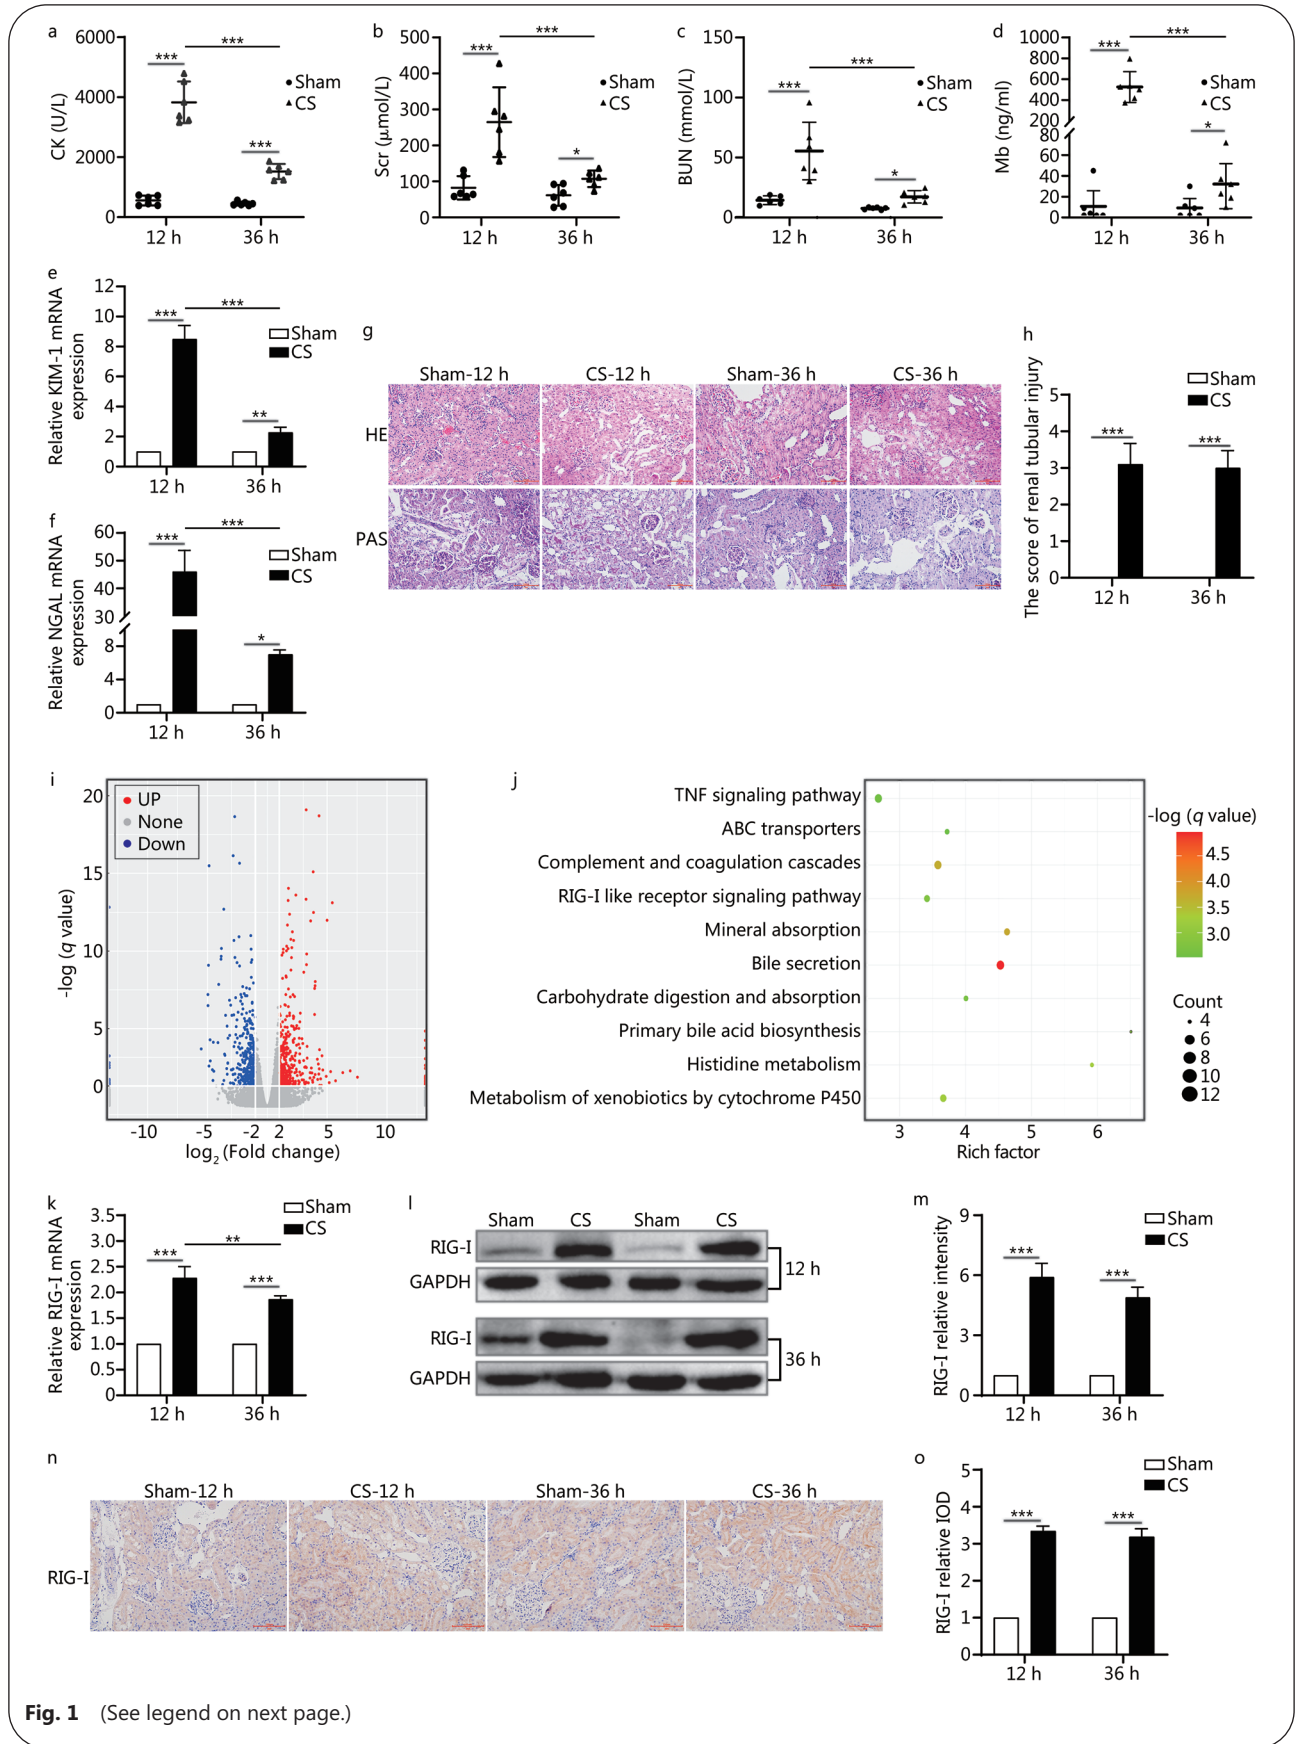 a
CK (U/L)
6000
4000
2000
0
***
***
***
Sham
CS
12 h
36 h
b
Scr (μmol/L)
500
400
300
200
100
0
***
***
*
Sham
CS
12 h
36 h
c
BUN (mmol/L)
150
100
50
0
***
***
*
Sham
CS
12 h
36 h
d
Mb (ng/ml)
1000
800
600
400
200
80
60
40
20
0
***
***
*
Sham
CS
12 h
36 h
e
Relative KIM-1 mRNA
expression
12
10
8
6
4
2
0
***
***
**
Sham
CS
12 h
36 h
f
Relative NGAL mRNA
expression
60
50
40
30
8
4
0
***
***
*
Sham
CS
12 h
36 h
g
Sham-12 h
CS-12 h
Sham-36 h
CS-36 h
HE
PAS
h
The score of renal tubular injury
5
4
3
2
1
0
***
***
Sham
CS
12 h
36 h
i
UP
None
Down
-log (q value)
20
15
10
5
0
-10
-5
-2
2
5
10
log2 (Fold change)
j
TNF signaling pathway
ABC transporters
Complement and coagulation cascades
RIG-I like receptor signaling pathway
Mineral absorption
Bile secretion
Carbohydrate digestion and absorption
Primary bile acid biosynthesis
Histidine metabolism
Metabolism of xenobiotics by cytochrome P450
3
4
5
6
Rich factor
-log (q value)
4.5
4.0
3.5
3.0
Count
4
6
8
10
12
k
Relative RIG-I mRNA
expression
3.5
3.0
2.5
2.0
1.5
1.0
0.5
0
***
**
***
Sham
CS
12 h
36 h
l
Sham
CS
Sham
CS
RIG-I
GAPDH
12 h
RIG-I
GAPDH
36 h
m
RIG-I relative intensity
9
6
3
0
***
***
Sham
CS
12 h
36 h
n
Sham-12 h
CS-12 h
Sham-36 h
CS-36 h
RIG-I
o
RIG-I relative IOD
5
4
3
2
1
0
***
***
Sham
CS
12 h
36 h
Fig. 1 (See legend on next page.)